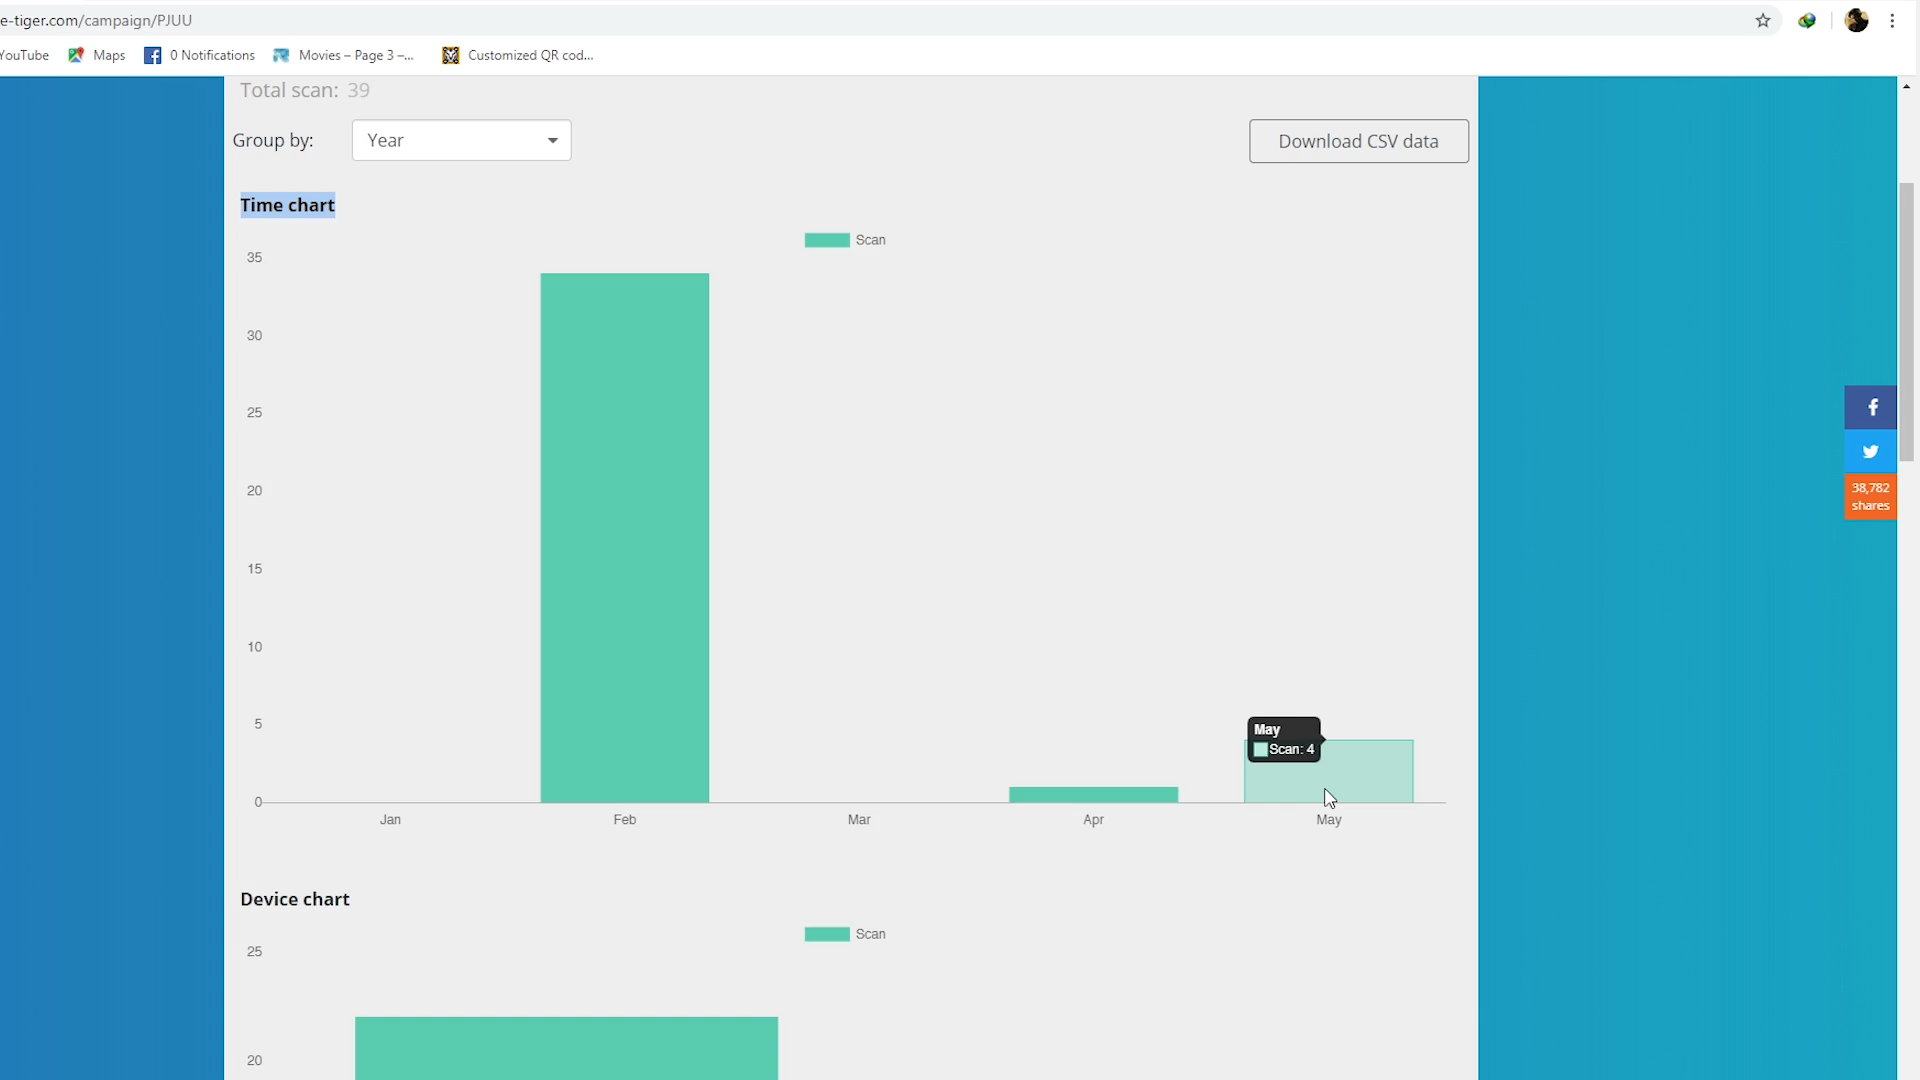 e-tiger.com/campaign/PJUU
YouTube Maps 0 Notifications Movies – Page 3 –... Customized QR cod...
Total scan: 39
Group by: Year Download CSV data
Time chart
Scan
35
30
25
20
15
10
5
0
May
Scan: 4
Jan Feb Mar Apr May
38,782
shares
Device chart
Scan
25
20